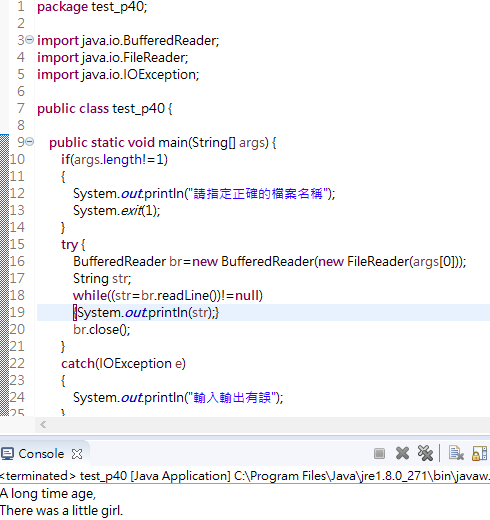 1 package test_p40;
2
3 import java.io.BufferedReader;
4 import java.io.FileReader;
5 import java.io.IOException;
6
7 public class test_p40 {
8
9 public static void main(String[] args) {
10 if(args.length!=1)
11 {
12 System.out.println("請指定正確的檔案名稱");
13 System.exit(1);
14 }
15 try {
16 BufferedReader br=new BufferedReader(new FileReader(args[0]));
17 String str;
18 while((str=br.readLine())!=null)
19 {System.out.println(str);}
20 br.close();
21 }
22 catch(IOException e)
23 {
24 System.out.println("輸入輸出有誤");
25 }
Console
<terminated> test_p40 [Java Application] C:\Program Files\Java\jre1.8.0_271\bin\javaw.
A long time age,
There was a little girl.